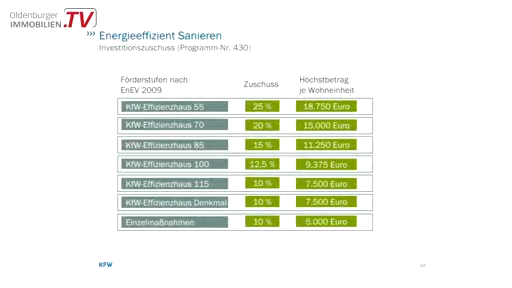 Oldenburger
IMMOBILIEN.TV
››› Energieeffizient Sanieren
Investitionszuschuss (Programm-Nr. 430)
Förderstufen nach EnEV 2009 Zuschuss Höchstbetrag je Wohneinheit
KfW-Effizienzhaus 55 25 % 18.750 Euro
KfW-Effizienzhaus 70 20 % 15.000 Euro
KfW-Effizienzhaus 85 15 % 11.250 Euro
KfW-Effizienzhaus 100 12,5 % 9.375 Euro
KfW-Effizienzhaus 115 10 % 7.500 Euro
KfW-Effizienzhaus Denkmal 10 % 7.500 Euro
Einzelmaßnahmen 10 % 5.000 Euro
KFW